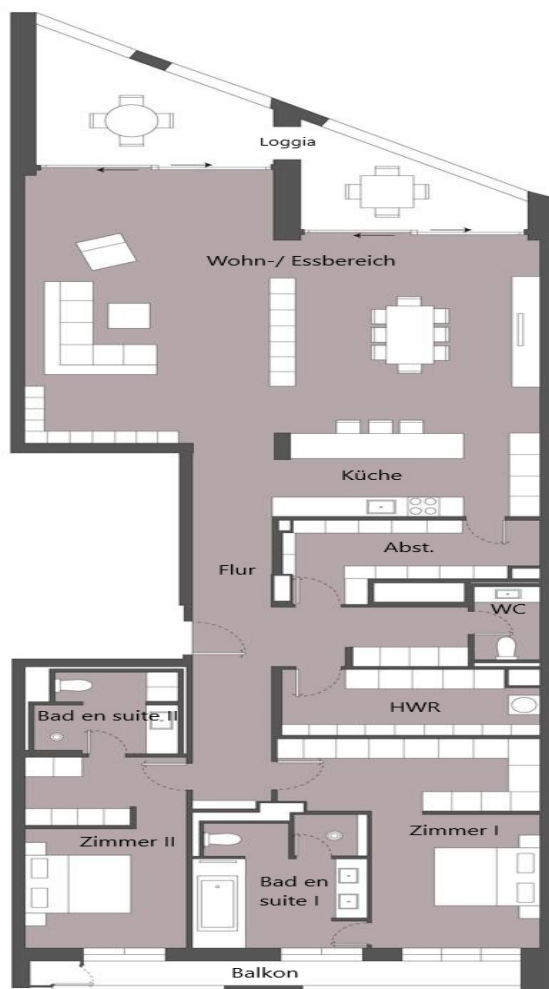 Loggia
Wohn-/ Essbereich
Küche
Abst.
Flur
WC
HWR
Bad en suite II
Zimmer II
Zimmer I
Bad en
suite I
Balkon